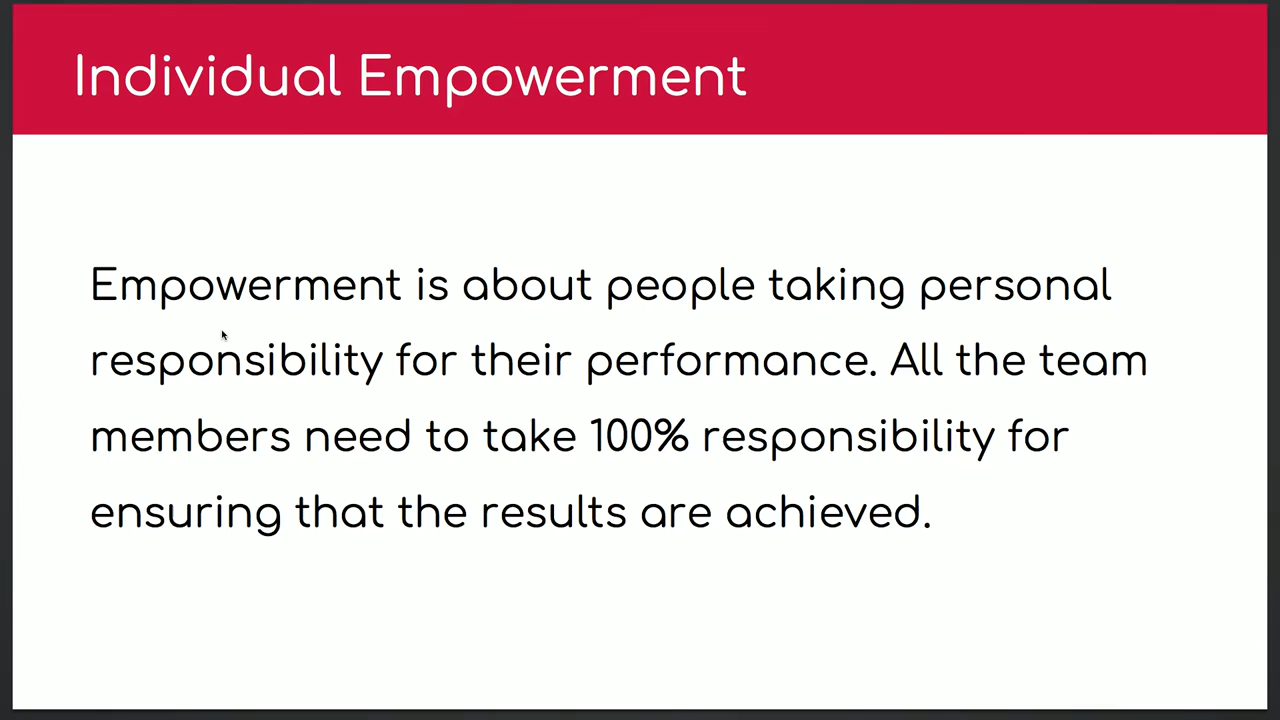 Individual Empowerment
Empowerment is about people taking personal
responsibility for their performance. All the team
members need to take 100% responsibility for
ensuring that the results are achieved.